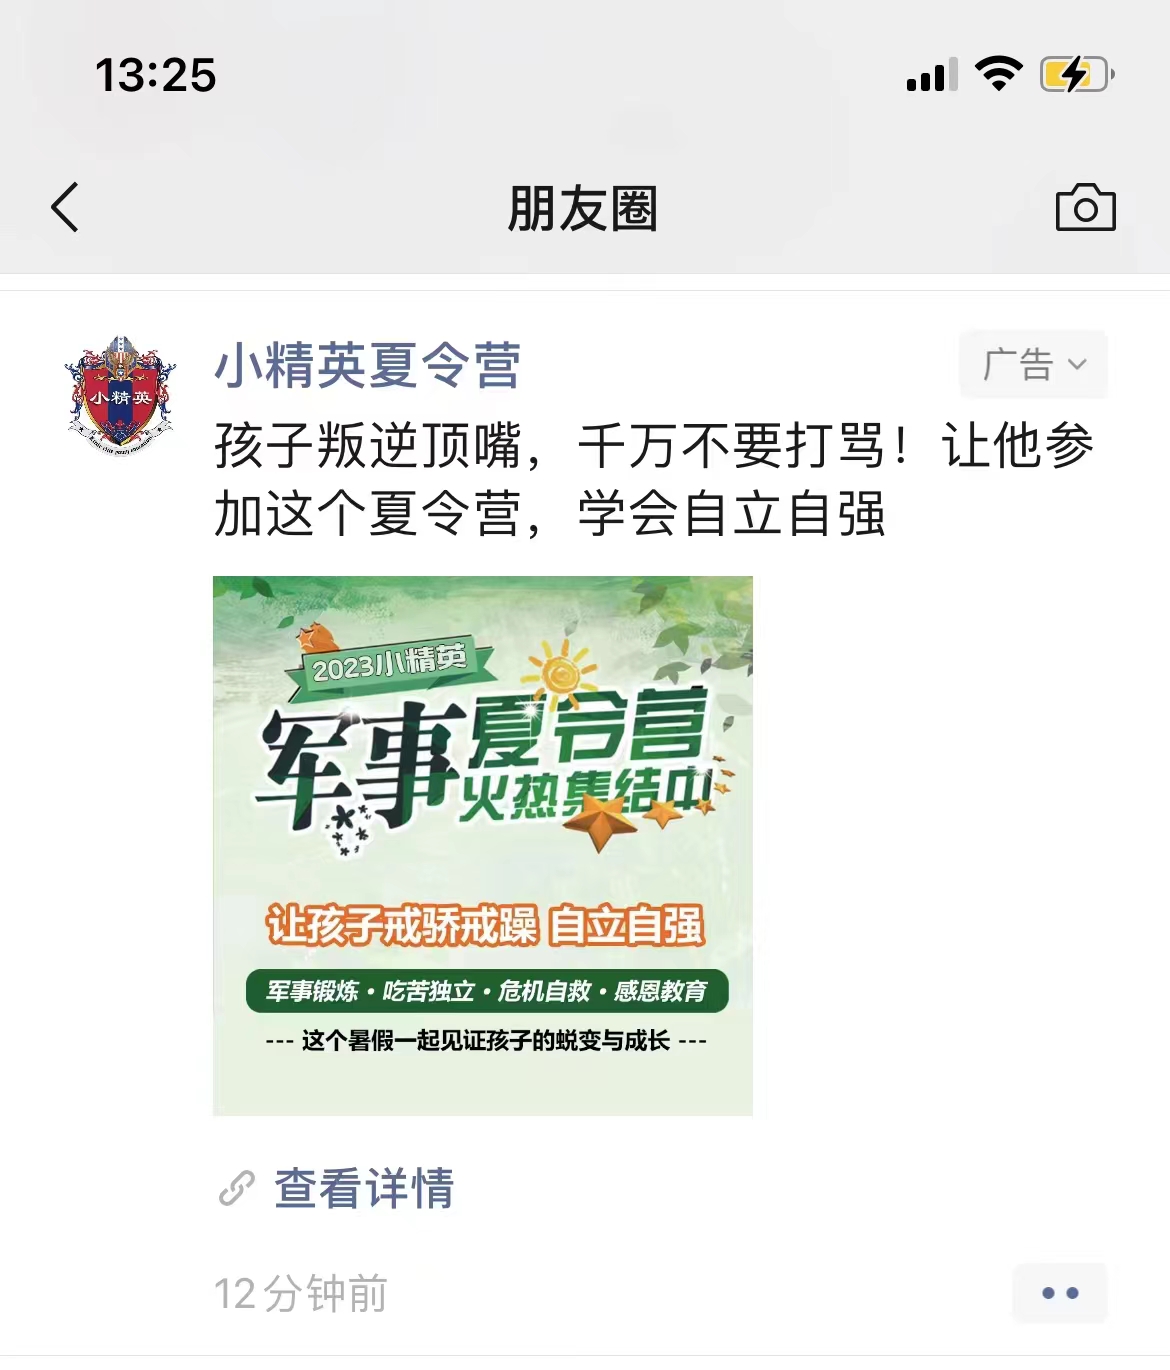 13:25
朋友圈
小精英
小精英夏令营
广告
孩子叛逆顶嘴，千万不要打骂！让他参
加这个夏令营，学会自立自强
2023小精英
军事夏令营
火热集结中
让孩子戒骄戒躁 自立自强
军事锻炼·吃苦独立·危机自救·感恩教育
--- 这个暑假一起见证孩子的蜕变与成长 ---
查看详情
12分钟前